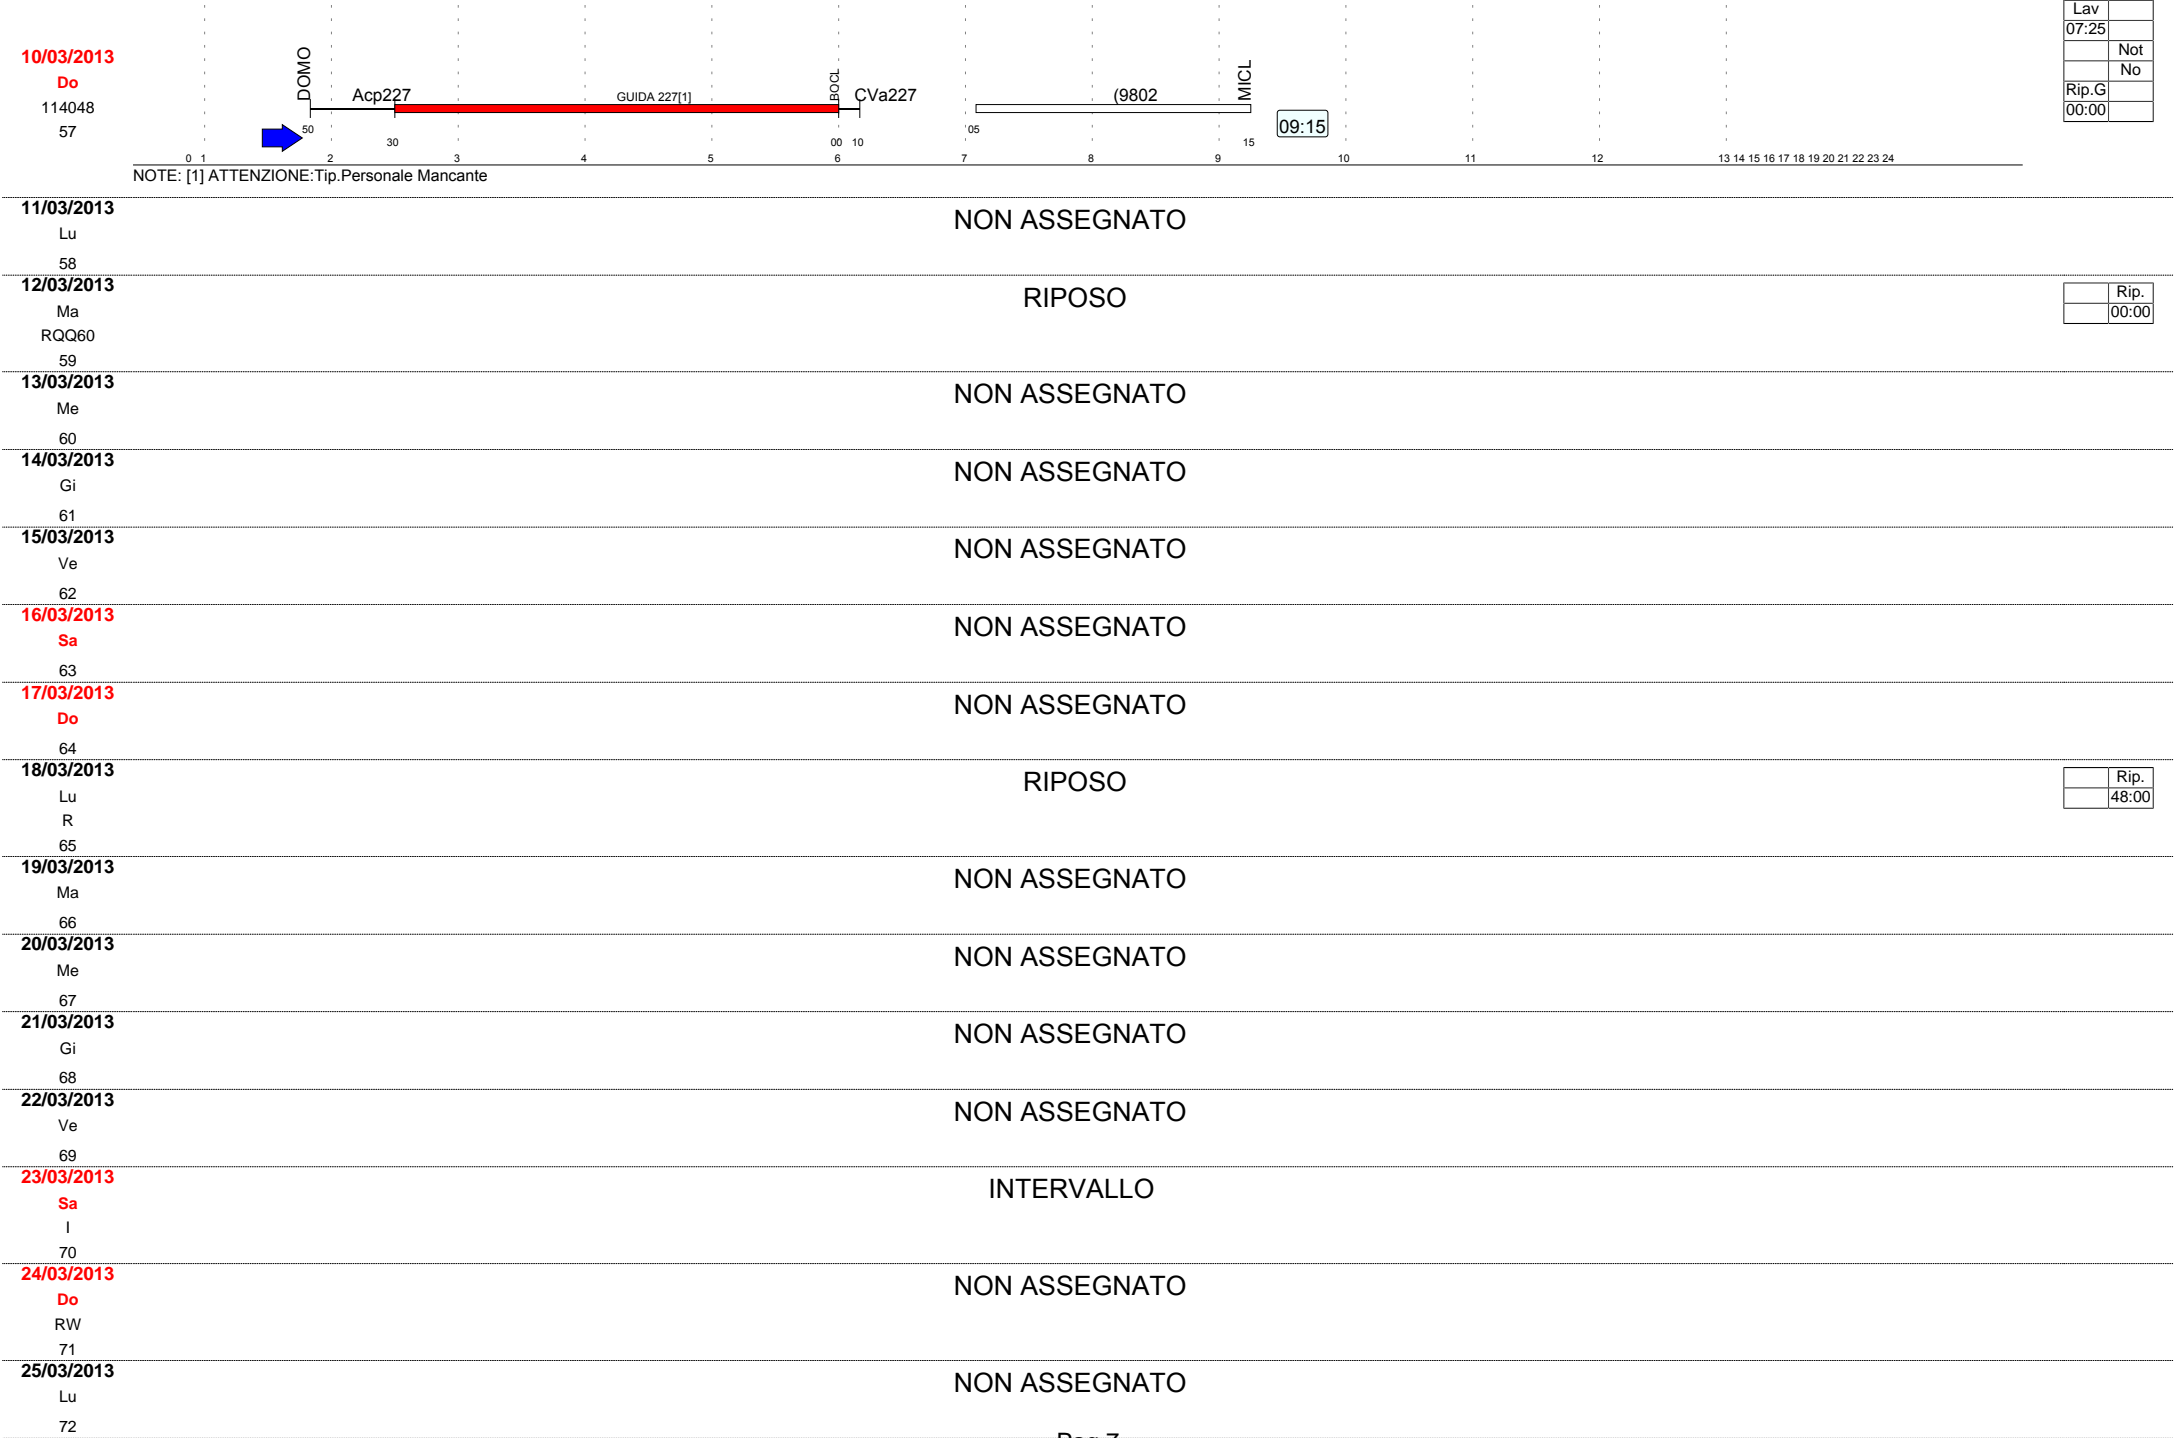 Lav
07:25
Not
No
Rip.G
00:00
10/03/2013
Do
114048
57
DOMO
Acp227
GUIDA 227[1]
BOCL
CVa227
(9802
MICL
09:15
50
30
00 10
05
15
0 1 2 3 4 5 6 7 8 9 10 11 12 13 14 15 16 17 18 19 20 21 22 23 24
NOTE: [1] ATTENZIONE:Tip.Personale Mancante
11/03/2013
Lu
58
NON ASSEGNATO
12/03/2013
Ma
RQQ60
59
RIPOSO
Rip.
00:00
13/03/2013
Me
60
NON ASSEGNATO
14/03/2013
Gi
61
NON ASSEGNATO
15/03/2013
Ve
62
NON ASSEGNATO
16/03/2013
Sa
63
NON ASSEGNATO
17/03/2013
Do
64
NON ASSEGNATO
18/03/2013
Lu
R
65
RIPOSO
Rip.
48:00
19/03/2013
Ma
66
NON ASSEGNATO
20/03/2013
Me
67
NON ASSEGNATO
21/03/2013
Gi
68
NON ASSEGNATO
22/03/2013
Ve
69
NON ASSEGNATO
23/03/2013
Sa
I
70
INTERVALLO
24/03/2013
Do
RW
71
NON ASSEGNATO
25/03/2013
Lu
72
NON ASSEGNATO